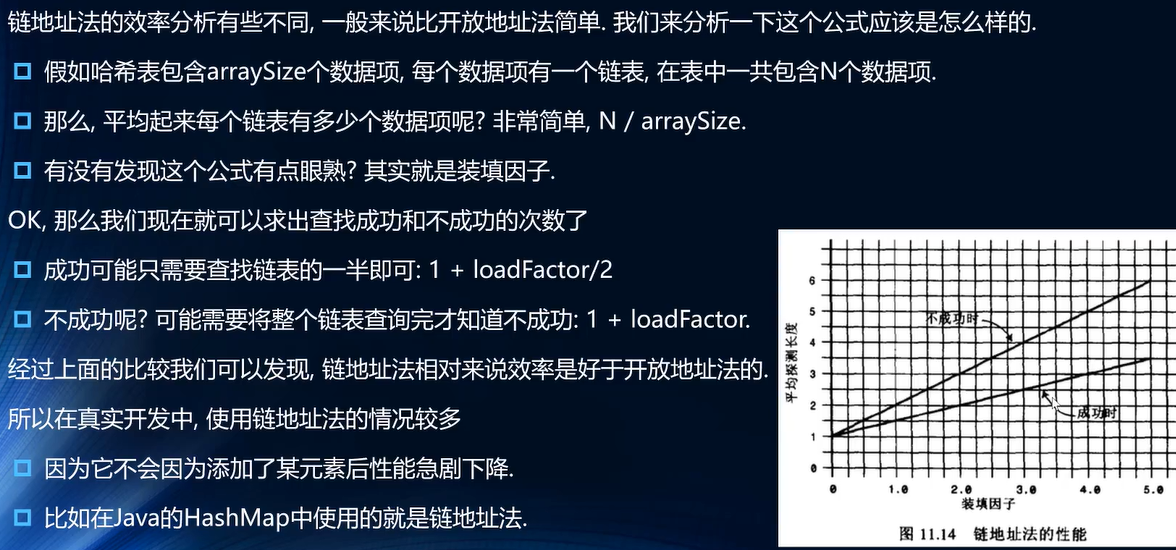 链地址法的效率分析有些不同, 一般来说比开放地址法简单. 我们来分析一下这个公式应该是怎么样的.
假如哈希表包含arraySize个数据项, 每个数据项有一个链表, 在表中一共包含N个数据项.
那么, 平均起来每个链表有多少个数据项呢? 非常简单, N / arraySize.
有没有发现这个公式有点眼熟? 其实就是装填因子.
OK, 那么我们现在就可以求出查找成功和不成功的次数了
成功可能只需要查找链表的一半即可: 1 + loadFactor/2
不成功呢? 可能需要将整个链表查询完才知道不成功: 1 + loadFactor.
经过上面的比较我们可以发现, 链地址法相对来说效率是好于开放地址法的.
所以在真实开发中, 使用链地址法的情况较多
因为它不会因为添加了某元素后性能急剧下降.
比如在Java的HashMap中使用的就是链地址法.
平均探测长度
6
5
4
3
2
1
0
不成功时
成功时
0 1.0 2.0 3.0 4.0 5.0
装填因子
图 11.14 链地址法的性能